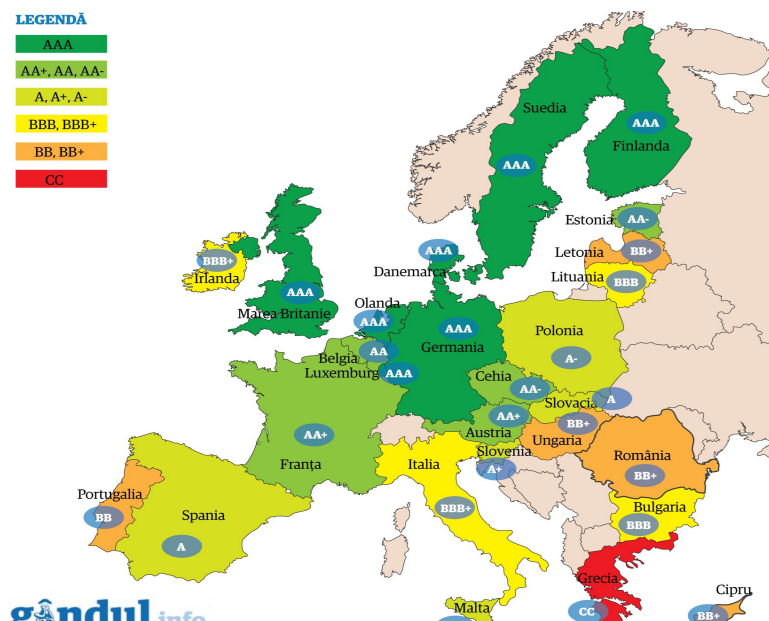 LEGENDĂ
AAA
AA+, AA, AA-
A, A+, A-
BBB, BBB+
BB, BB+
CC
Suedia
AAA
Finlanda
AAA
Estonia
AA-
Letonia
BB+
Lituania
BBB
Danemarca
AAA
Irlanda
BBB+
Marea Britanie
AAA
Olanda
AAA
Belgia
AA
Luxemburg
AAA
Germania
AAA
Polonia
A-
Cehia
AA-
Slovacia
A
Austria
AA+
Ungaria
BB+
Slovenia
A+
România
BB+
Franța
AA+
Italia
BBB+
Bulgaria
BBB
Portugalia
BB
Spania
A
Grecia
CC
Cipru
BB+
Malta
gândul.info